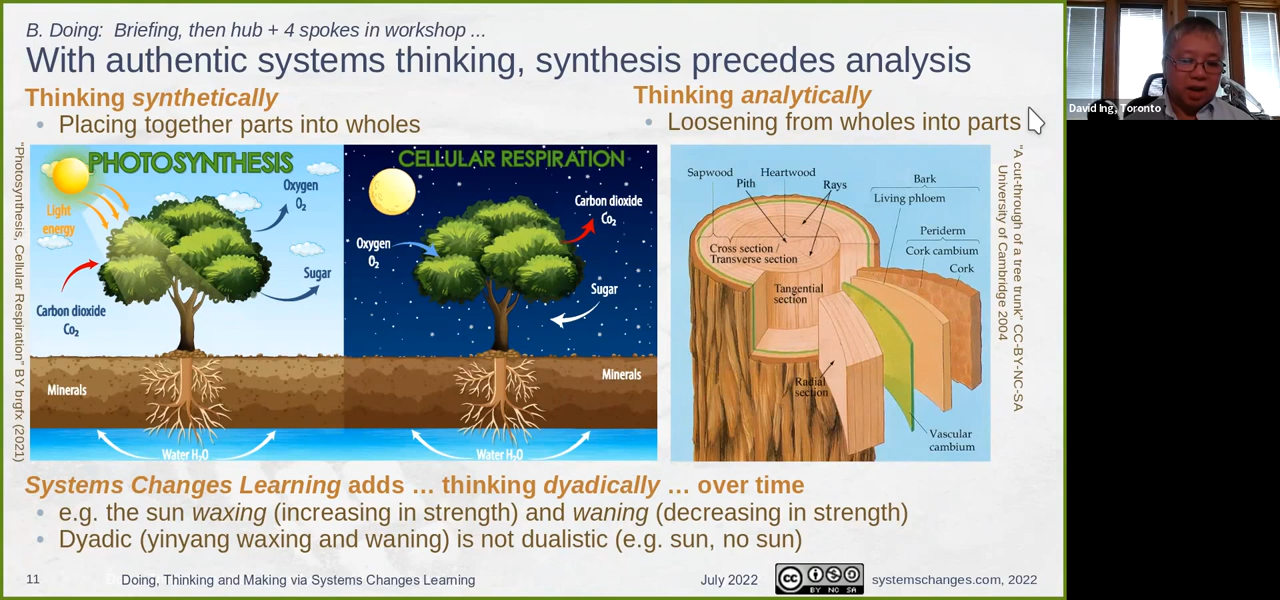 B. Doing:  Briefing, then hub + 4 spokes in workshop ...
With authentic systems thinking, synthesis precedes analysis
Thinking synthetically
• Placing together parts into wholes
Thinking analytically
• Loosening from wholes into parts
David Ing, Toronto
"Photosynthesis, Cellular Respiration" BY brgfx (2021)
PHOTOSYNTHESIS
Light
energy
Oxygen
O₂
Sugar
Carbon dioxide
Co₂
Minerals
Water H₂O
CELLULAR RESPIRATION
Carbon dioxide
Co₂
Oxygen
O₂
Sugar
Minerals
Water H₂O
Sapwood
Pith
Heartwood
Rays
Bark
Living phloem
Periderm
Cork cambium
Cork
Cross section /
Transverse section
Tangential
section
Radial
section
Vascular
cambium
"A cut-through of a tree trunk" CC-BY-NC-SA
University of Cambridge 2004
Systems Changes Learning adds … thinking dyadically … over time
• e.g. the sun waxing (increasing in strength) and waning (decreasing in strength)
• Dyadic (yinyang waxing and waning) is not dualistic (e.g. sun, no sun)
11
Doing, Thinking and Making via Systems Changes Learning
July 2022
cc
BY NC SA
systemschanges.com, 2022